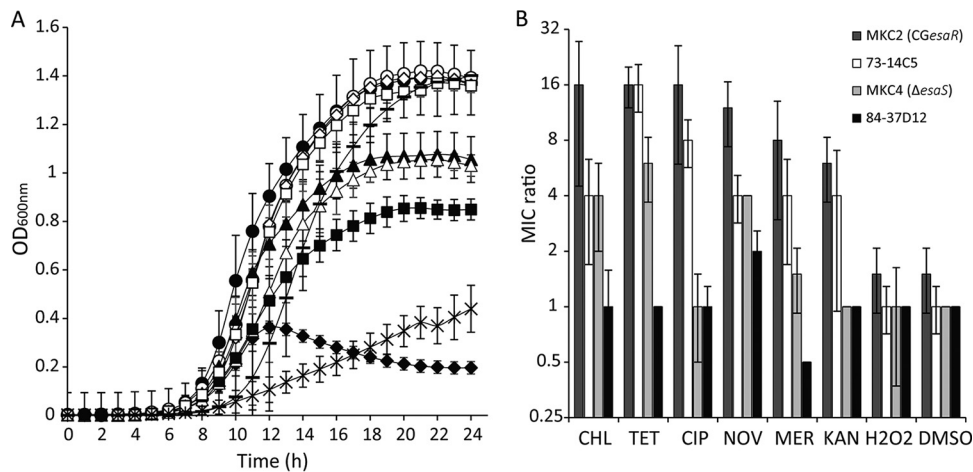 A
1.6
1.4
1.2
1
0.8
0.6
0.4
0.2
0
OD600nm
0 2 4 6 8 10 12 14 16 18 20 22 24
Time (h)
B
32
16
8
4
2
1
0.5
0.25
MIC ratio
MKC2 (CGesaR)
73-14C5
MKC4 (ΔesaS)
84-37D12
CHL TET CIP NOV MER KAN H2O2 DMSO